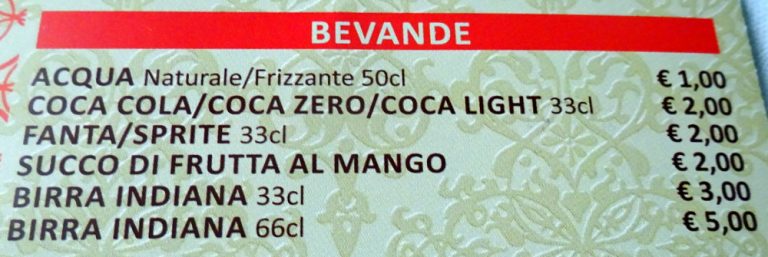 BEVANDE
ACQUA Naturale/Frizzante 50cl € 1,00
COCA COLA/COCA ZERO/COCA LIGHT 33cl € 2,00
FANTA/SPRITE 33cl € 2,00
SUCCO DI FRUTTA AL MANGO € 2,00
BIRRA INDIANA 33cl € 3,00
BIRRA INDIANA 66cl € 5,00